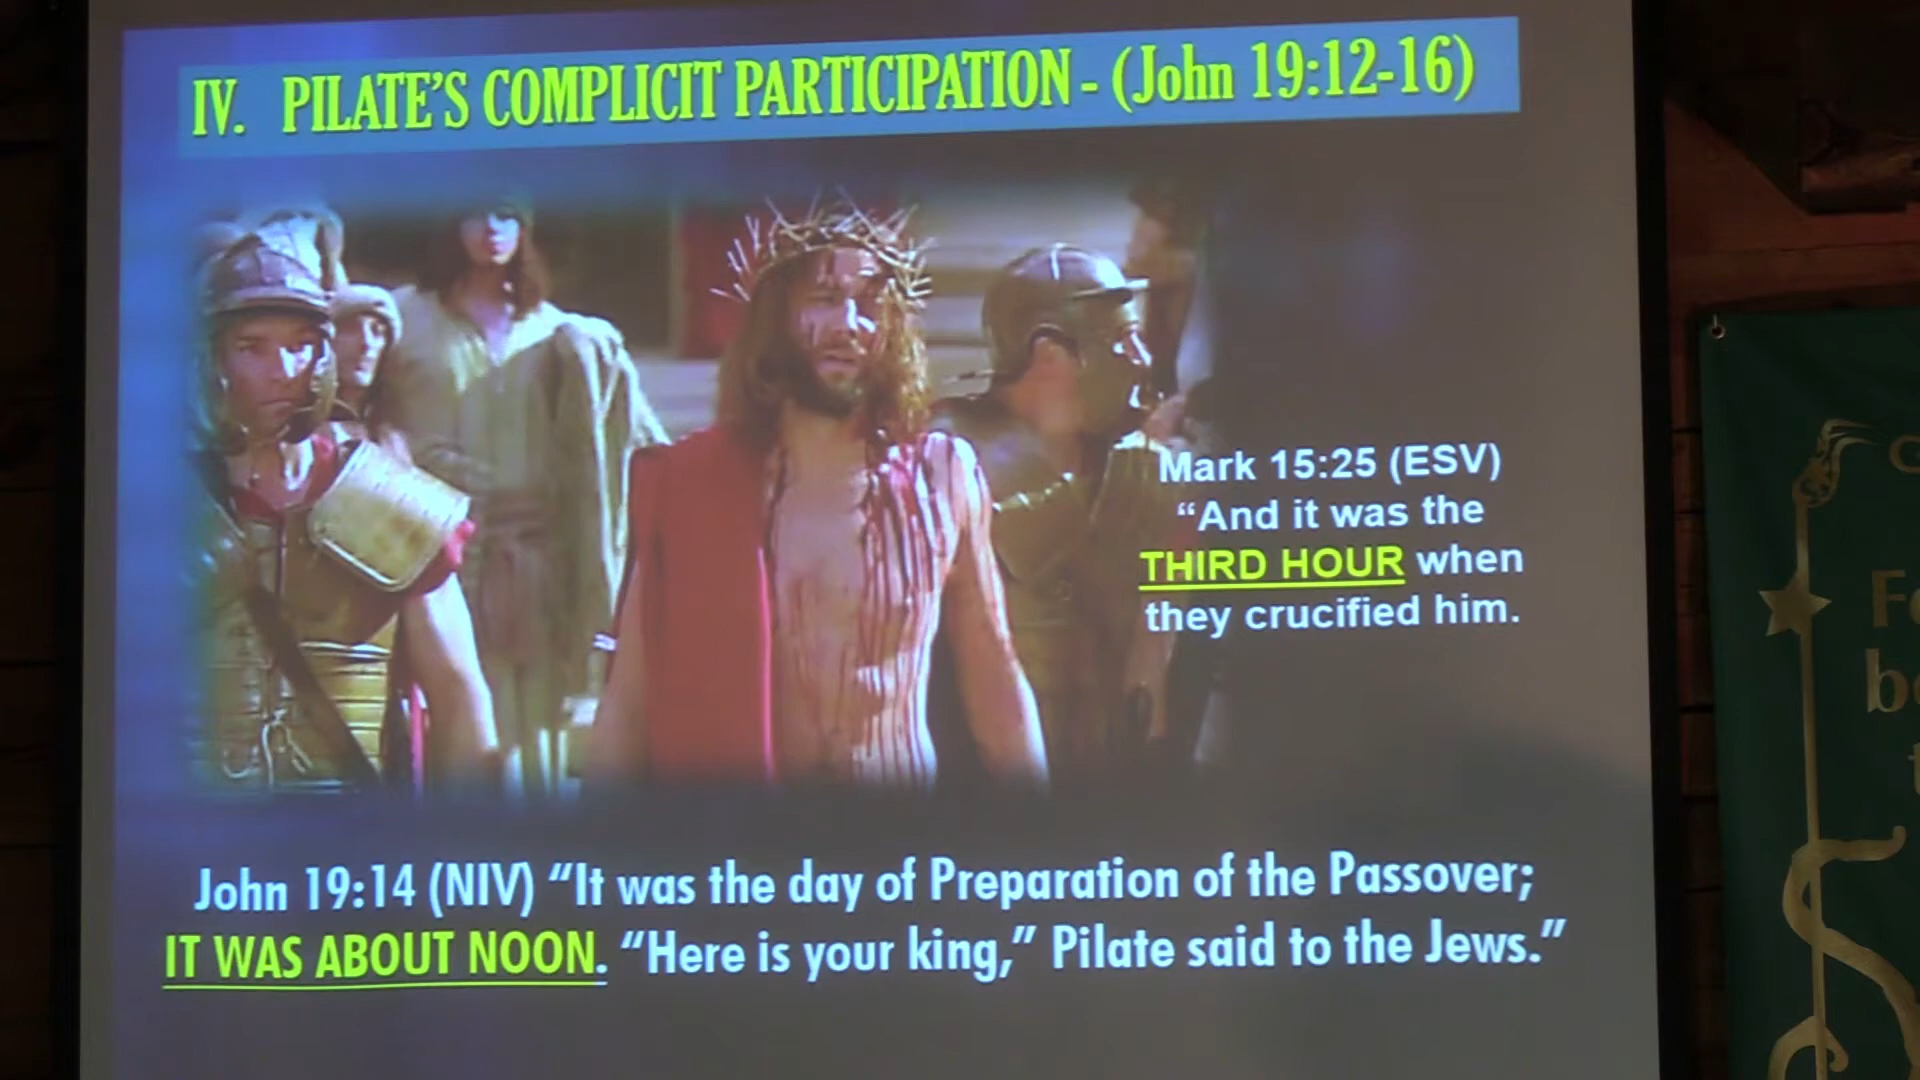 IV. PILATE'S COMPLICIT PARTICIPATION - (John 19:12-16)
Mark 15:25 (ESV)
“And it was the
THIRD HOUR when
they crucified him.
John 19:14 (NIV) “It was the day of Preparation of the Passover;
IT WAS ABOUT NOON. “Here is your king,” Pilate said to the Jews.”